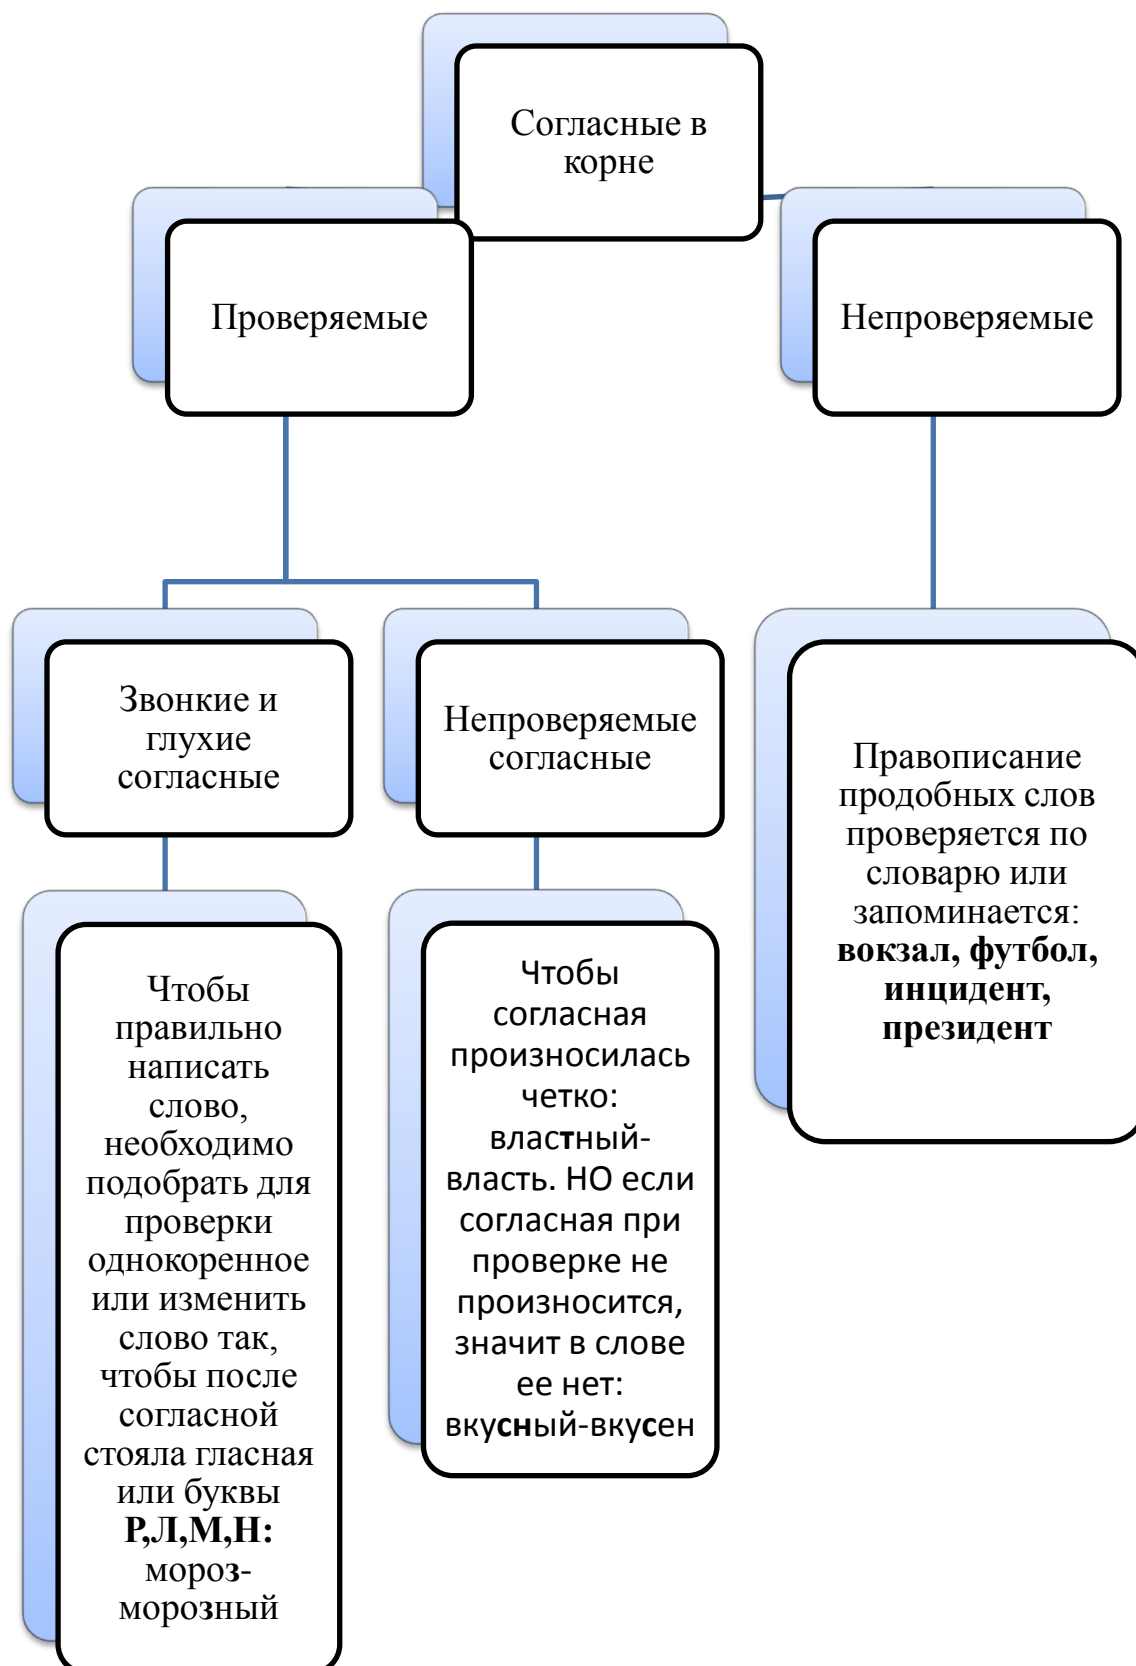 Согласные в
корне
Проверяемые
Непроверяемые
Звонкие и
глухие
согласные
Непроверяемые
согласные
Правописание
продобных слов
проверяется по
словарю или
запоминается:
вокзал, футбол,
инцидент,
президент
Чтобы
правильно
написать
слово,
необходимо
подобрать для
проверки
однокоренное
или изменить
слово так,
чтобы после
согласной
стояла гласная
или буквы
Р,Л,М,Н:
мороз-
морозный
Чтобы
согласная
произносилась
четко:
властный-
власть. НО если
согласная при
проверке не
произносится,
значит в слове
ее нет:
вкусный-вкусен